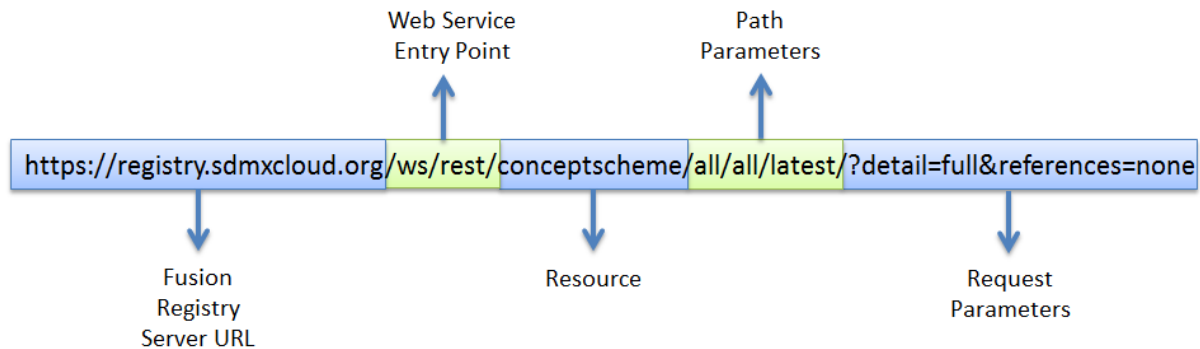 Web Service
Entry Point
Path
Parameters
https://registry.sdmxcloud.org/ws/rest/conceptscheme/all/all/latest/?detail=full&references=none
Fusion
Registry
Server URL
Resource
Request
Parameters